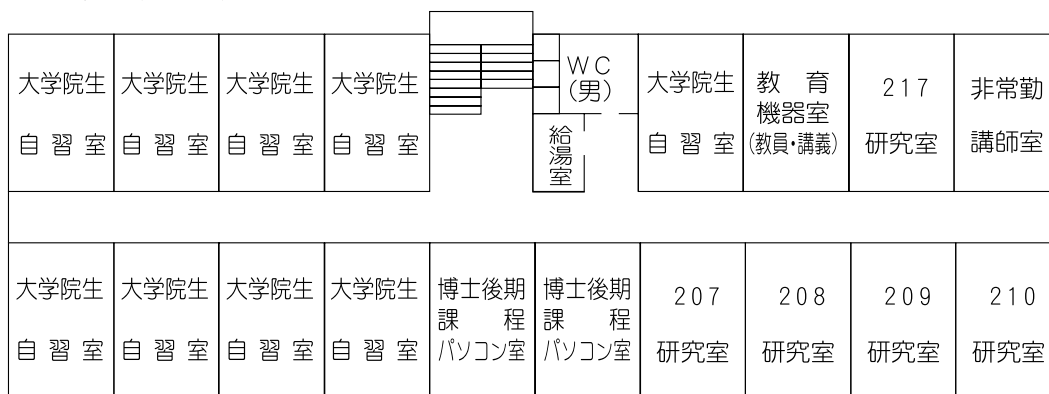 大学院生
自習室
大学院生
自習室
大学院生
自習室
大学院生
自習室
WC
(男)
給湯室
大学院生
自習室
教育
機器室
(教員・講義)
217
研究室
非常勤
講師室
大学院生
自習室
大学院生
自習室
大学院生
自習室
大学院生
自習室
博士後期
課程
パソコン室
博士後期
課程
パソコン室
207
研究室
208
研究室
209
研究室
210
研究室